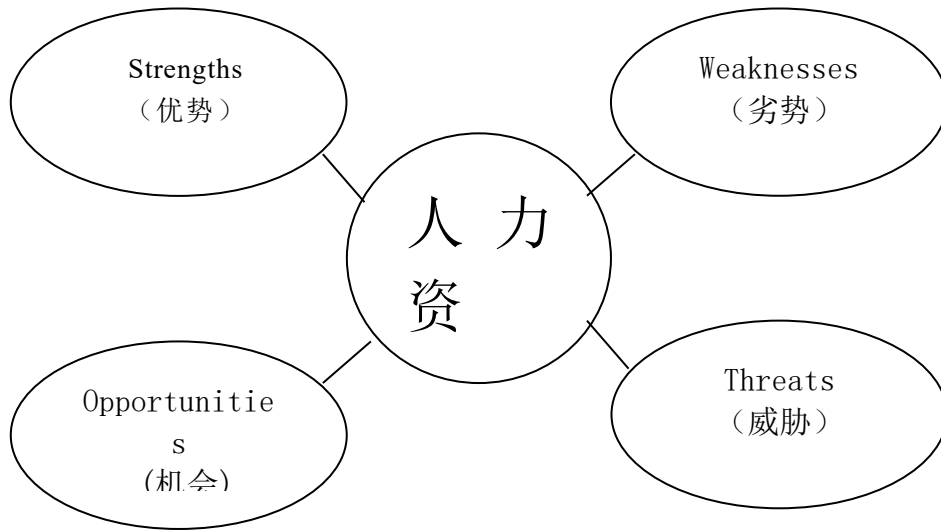 Strengths
（优势）
Weaknesses
（劣势）
人 力
资
Opportunitie
s
(机会)
Threats
（威胁）